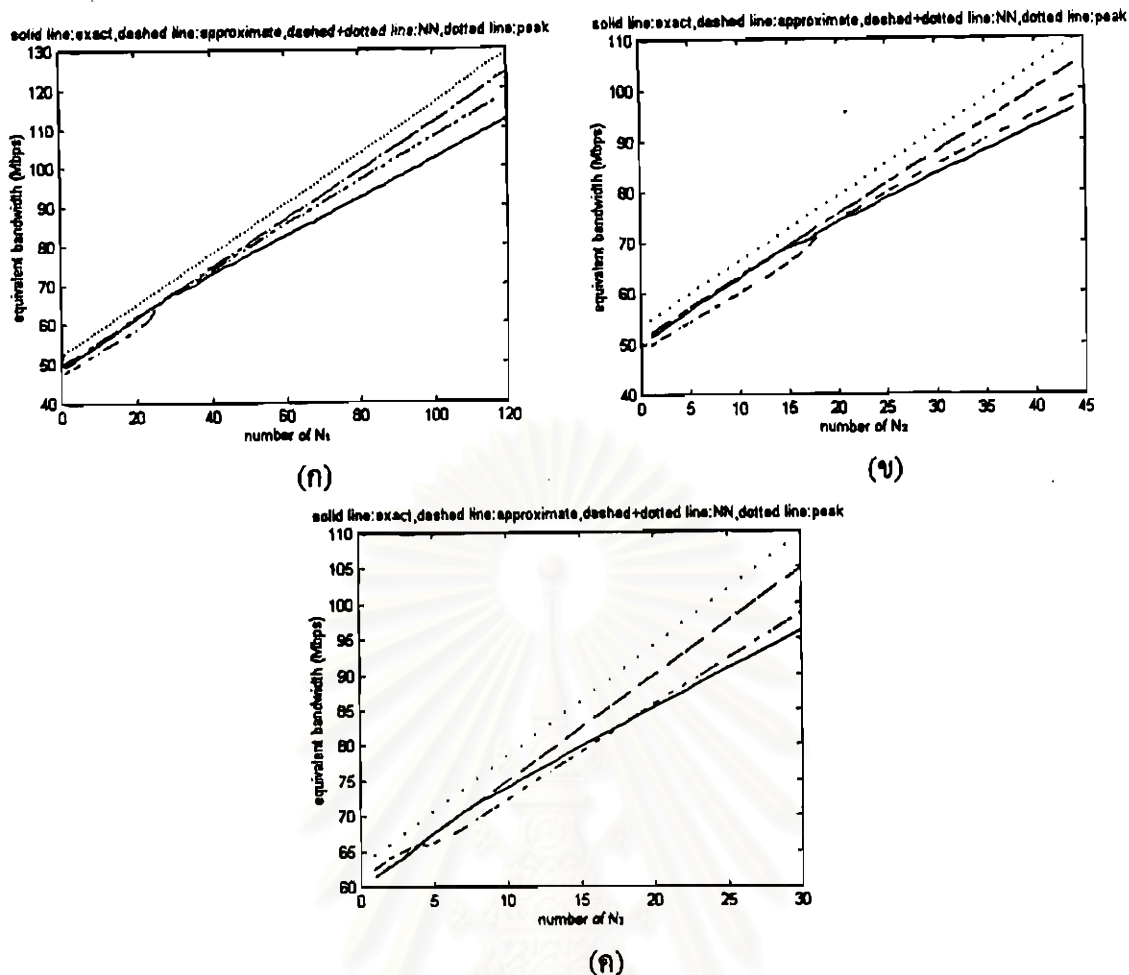 solid line:exact,dashed line:approximate,dashed+dotted line:NN,dotted line:peak
130
120
110
100
90
80
70
60
50
40
equivalent bandwidth (Mbps)
0 20 40 60 80 100 120
number of N₁
(ก)
solid line:exact,dashed line:approximate,dashed+dotted line:NN,dotted line:peak
110
100
90
80
70
60
50
40
equivalent bandwidth (Mbps)
0 5 10 15 20 25 30 35 40 45
number of N₂
(ข)
solid line:exact,dashed line:approximate,dashed+dotted line:NN,dotted line:peak
110
105
100
95
90
85
80
75
70
65
60
equivalent bandwidth (Mbps)
0 5 10 15 20 25 30
number of N₃
(ค)